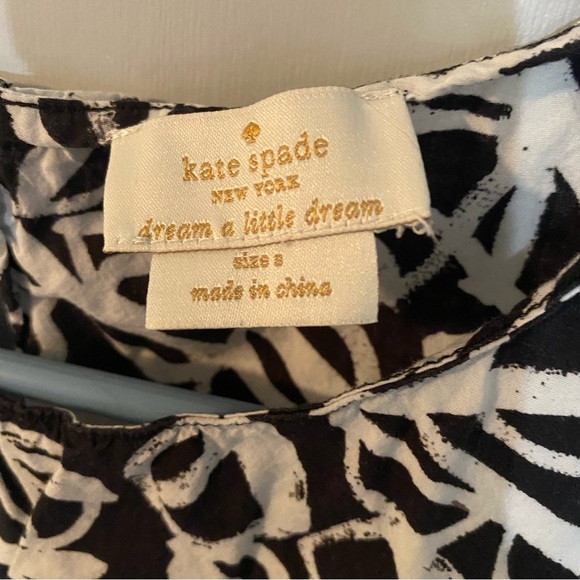 kate spade
NEW YORK
dream a little dream
size 8
made in china